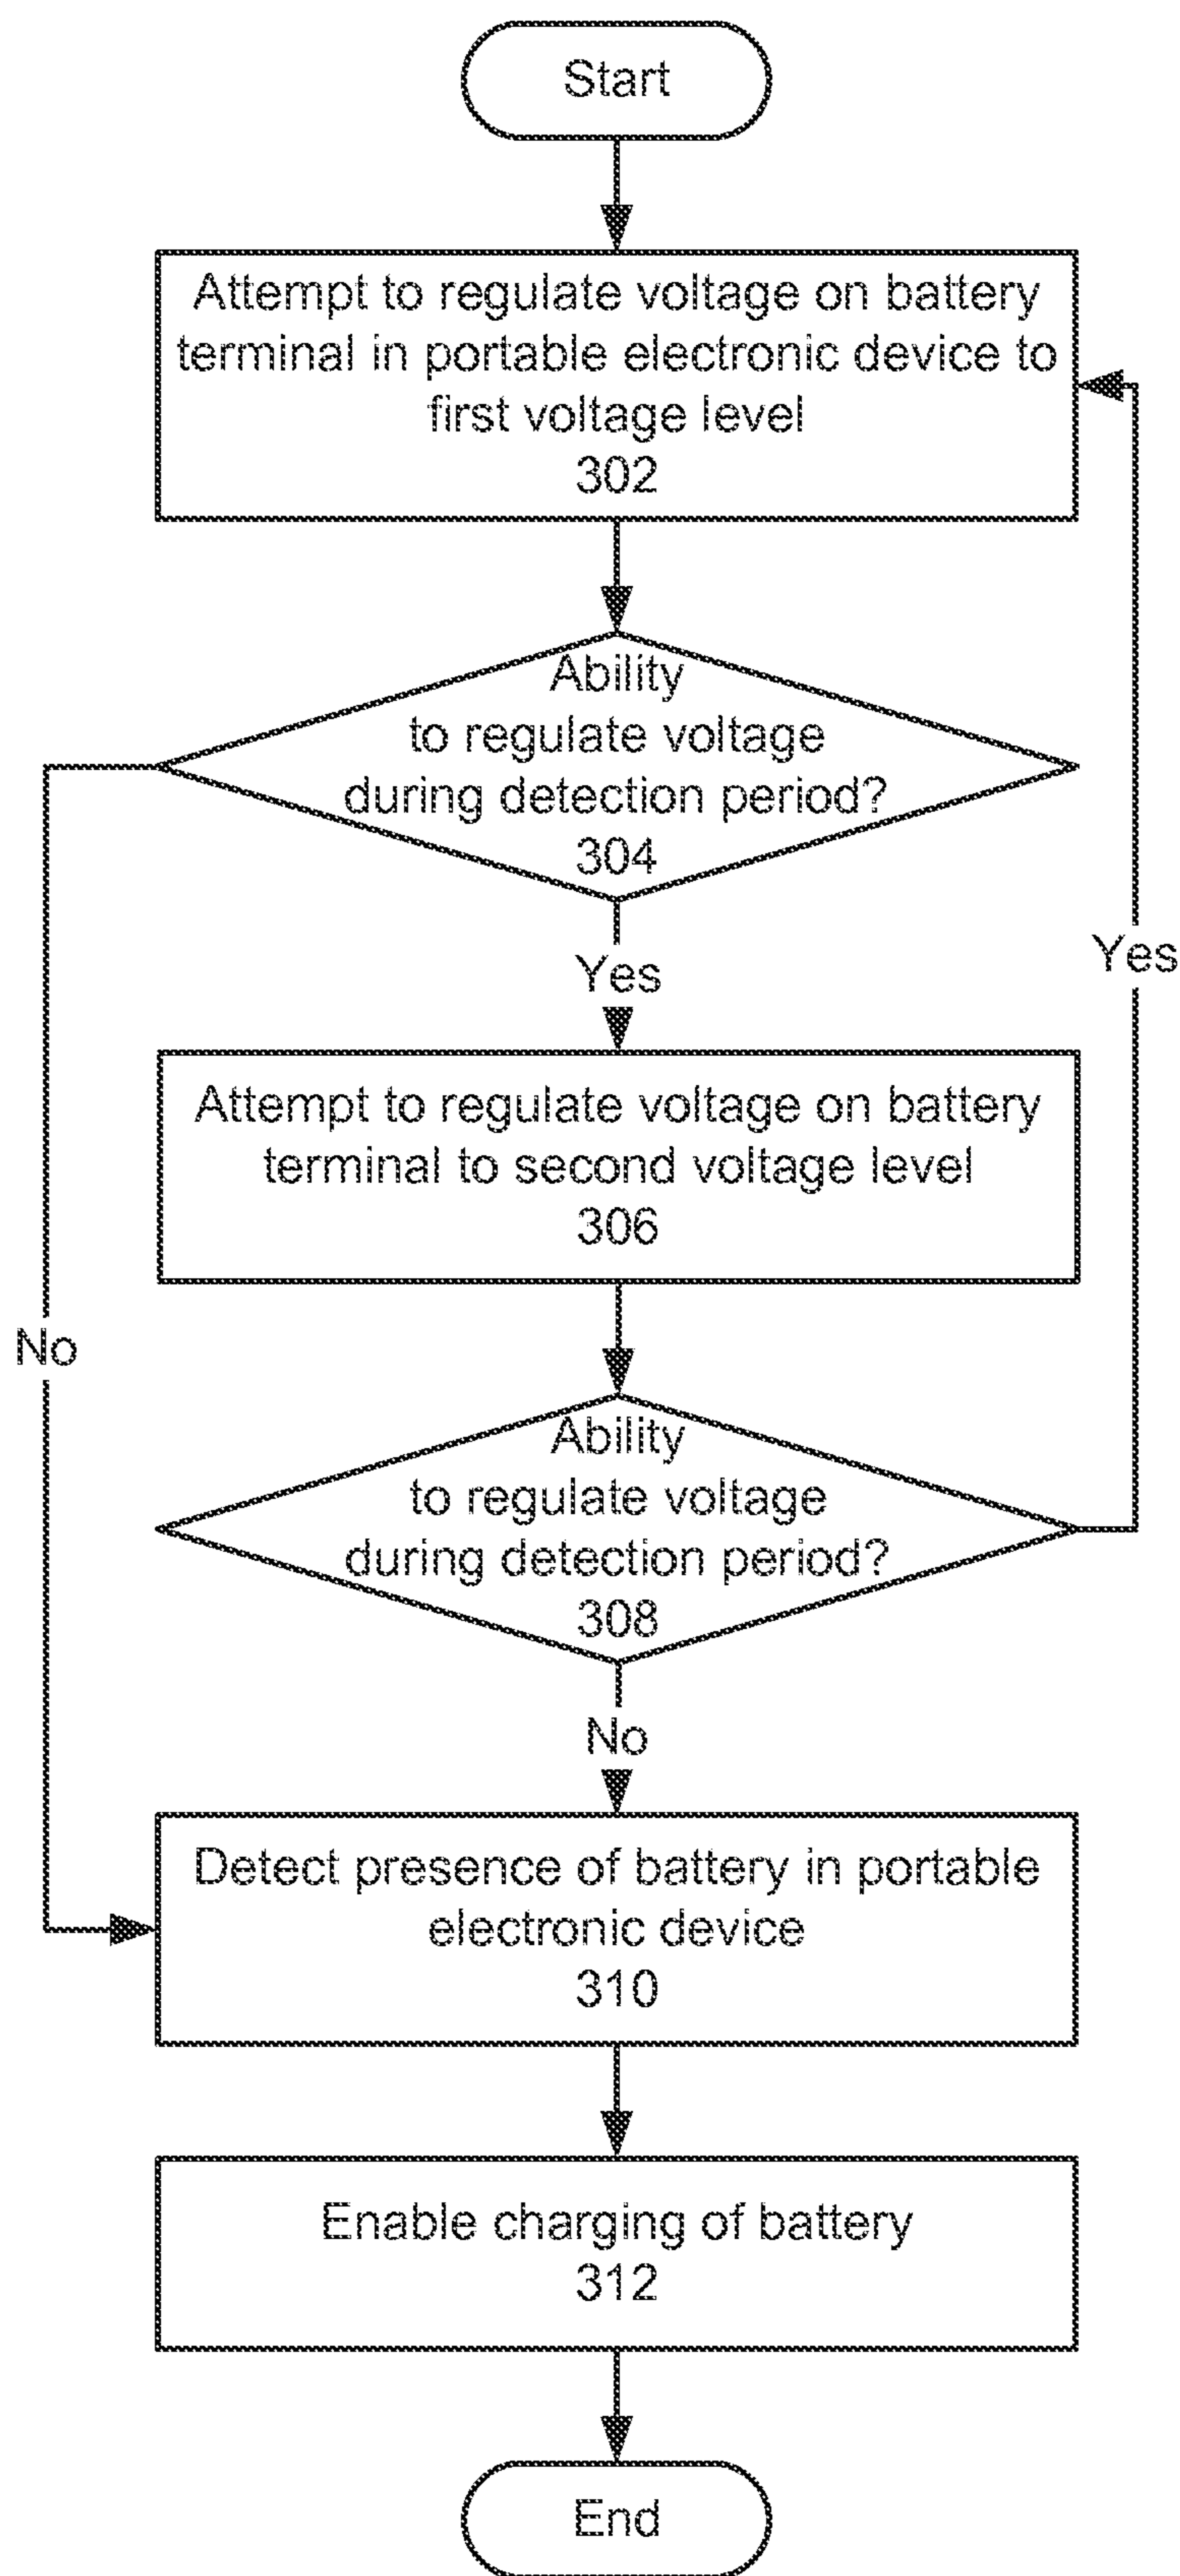 Start
Attempt to regulate voltage on battery
terminal in portable electronic device to
first voltage level
302
Ability
to regulate voltage
during detection period?
304
Yes
Yes
Attempt to regulate voltage on battery
terminal to second voltage level
306
No
Ability
to regulate voltage
during detection period?
308
No
Detect presence of battery in portable
electronic device
310
Enable charging of battery
312
End